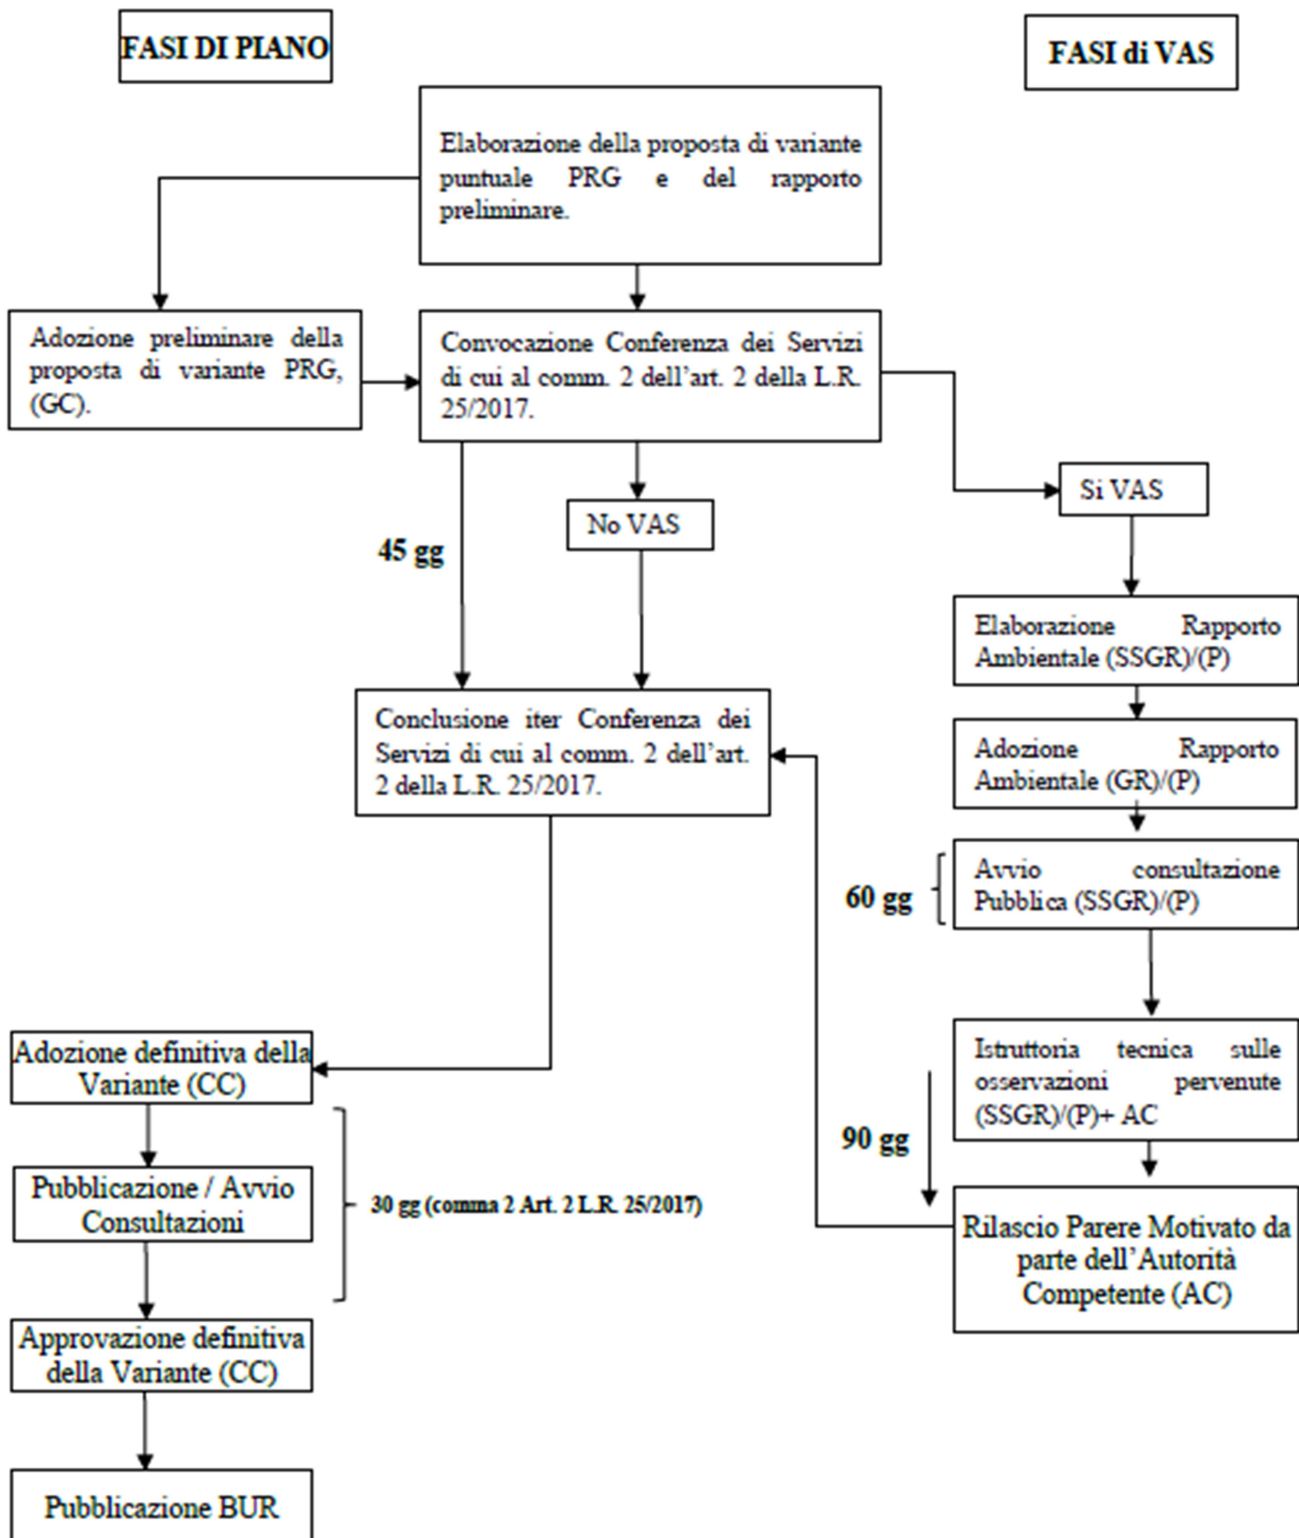 FASI DI PIANO
FASI di VAS
Elaborazione della proposta di variante
puntuale PRG e del rapporto
preliminare.
Adozione preliminare della
proposta di variante PRG,
(GC).
Convocazione Conferenza dei Servizi
di cui al comm. 2 dell'art. 2 della L.R.
25/2017.
Si VAS
No VAS
45 gg
Elaborazione Rapporto
Ambientale (SSGR)/(P)
Conclusione iter Conferenza dei
Servizi di cui al comm. 2 dell'art.
2 della L.R. 25/2017.
Adozione Rapporto
Ambientale (GR)/(P)
60 gg
Avvio consultazione
Pubblica (SSGR)/(P)
Istruttoria tecnica sulle
osservazioni pervenute
(SSGR)/(P)+ AC
90 gg
Rilascio Parere Motivato da
parte dell'Autorità
Competente (AC)
Adozione definitiva della
Variante (CC)
Pubblicazione / Avvio
Consultazioni
30 gg (comma 2 Art. 2 L.R. 25/2017)
Approvazione definitiva
della Variante (CC)
Pubblicazione BUR